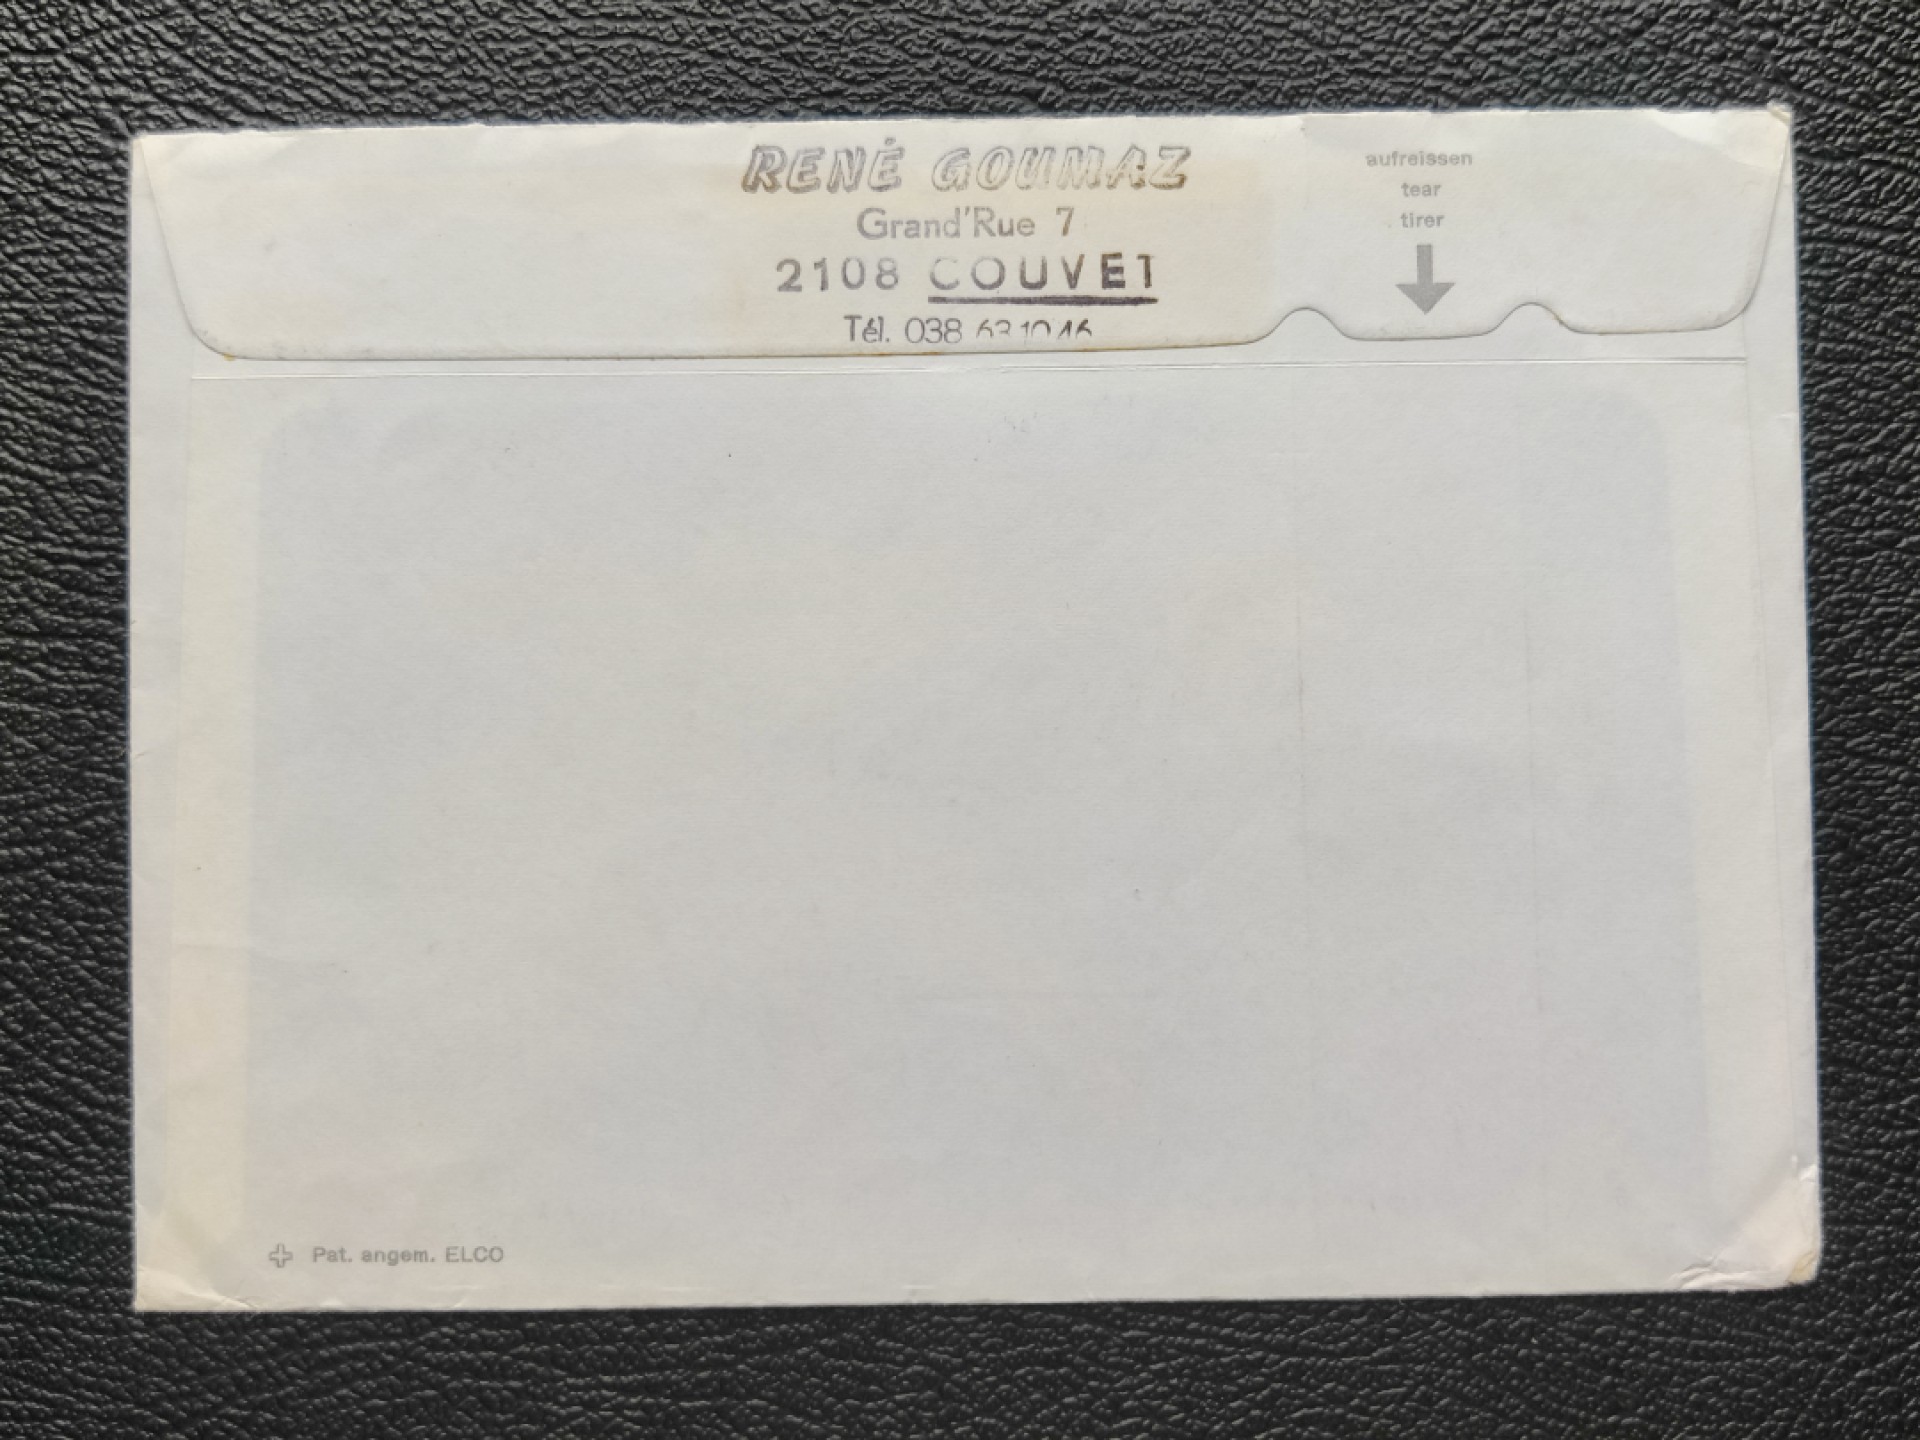 RENÉ GOUMAZ
Grand'Rue 7
2108 COUVET
Tél. 038 63 10 46
aufreissen
tear
tirer
Pat. angem. ELCO